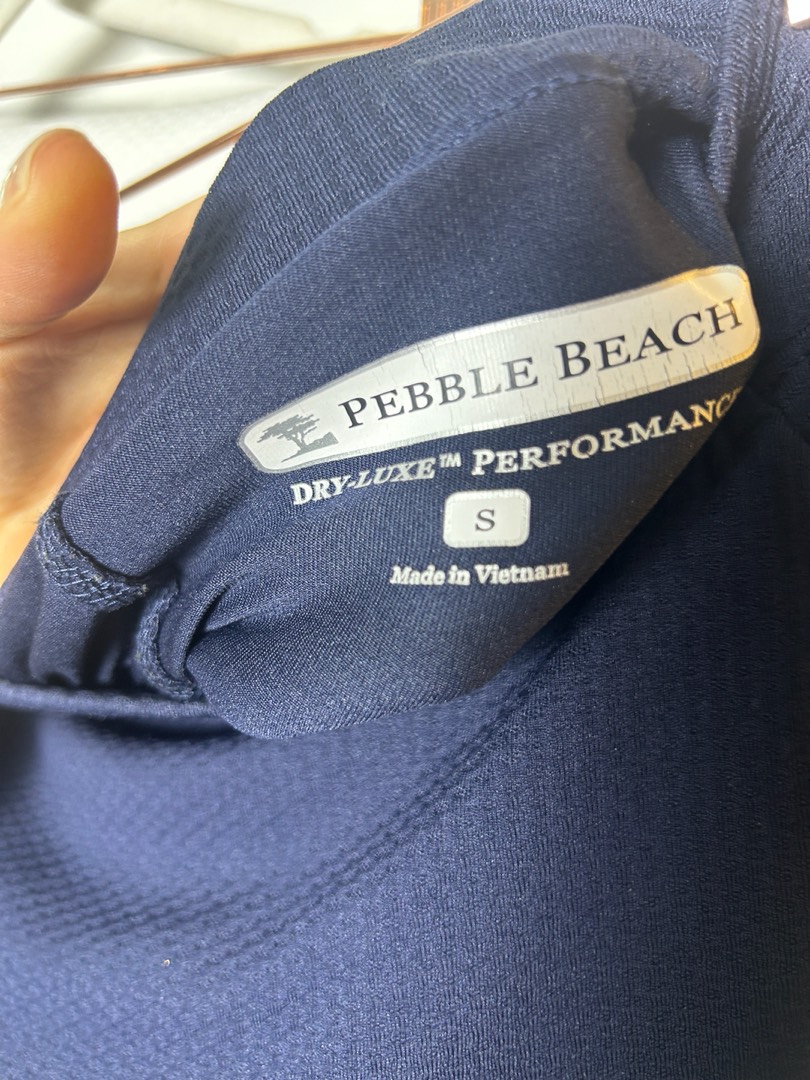 PEBBLE BEACH
DRY-LUXE™ PERFORMANCE
S
Made in Vietnam